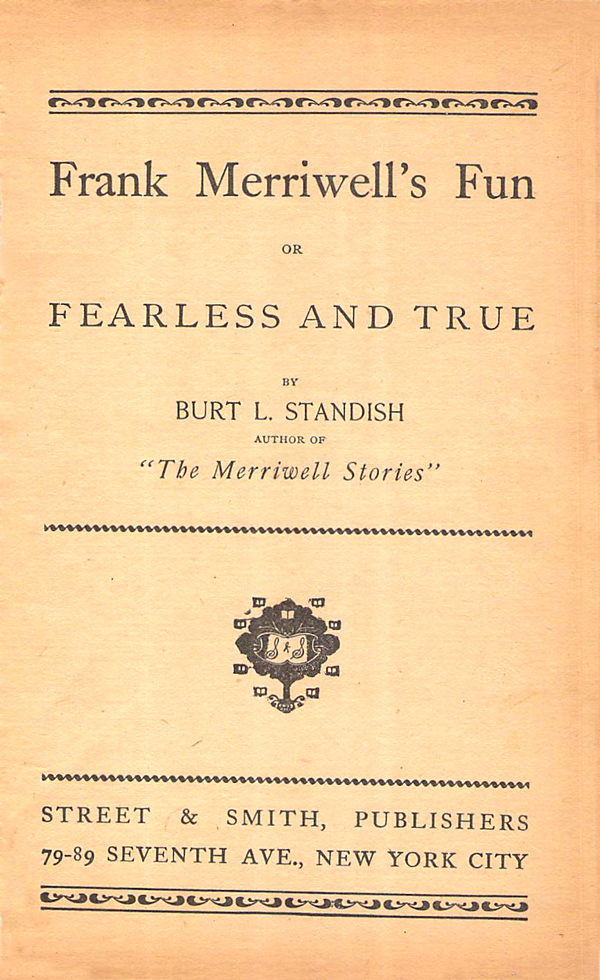 Frank Merriwell's Fun
OR
FEARLESS AND TRUE
BY
BURT L. STANDISH
AUTHOR OF
"The Merriwell Stories"
S & S
STREET & SMITH, PUBLISHERS
79-89 SEVENTH AVE., NEW YORK CITY